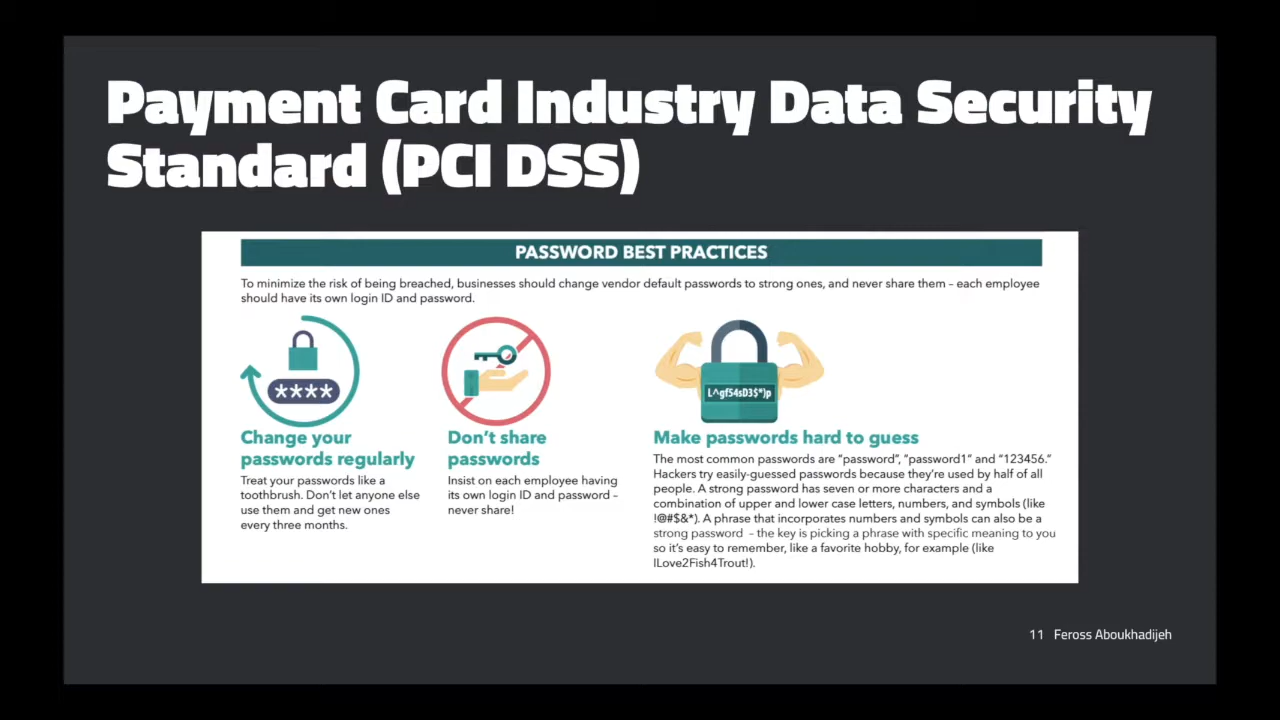 Payment Card Industry Data Security
Standard (PCI DSS)
PASSWORD BEST PRACTICES
To minimize the risk of being breached, businesses should change vendor default passwords to strong ones, and never share them – each employee
should have its own login ID and password.
****
L^gf54sD3$*)p
Change your
passwords regularly
Treat your passwords like a
toothbrush. Don't let anyone else
use them and get new ones
every three months.
Don't share
passwords
Insist on each employee having
its own login ID and password –
never share!
Make passwords hard to guess
The most common passwords are "password", "password1" and "123456."
Hackers try easily-guessed passwords because they're used by half of all
people. A strong password has seven or more characters and a
combination of upper and lower case letters, numbers, and symbols (like
!@#$&*). A phrase that incorporates numbers and symbols can also be a
strong password – the key is picking a phrase with specific meaning to you
so it's easy to remember, like a favorite hobby, for example (like
ILove2Fish4Trout!).
11 Feross Aboukhadijeh